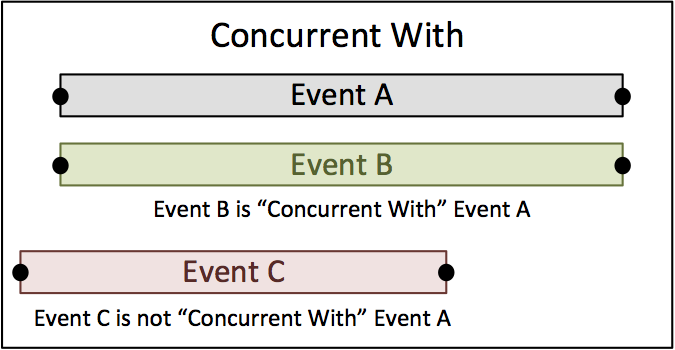 Concurrent With
Event A
Event B
Event B is “Concurrent With” Event A
Event C
Event C is not “Concurrent With” Event A